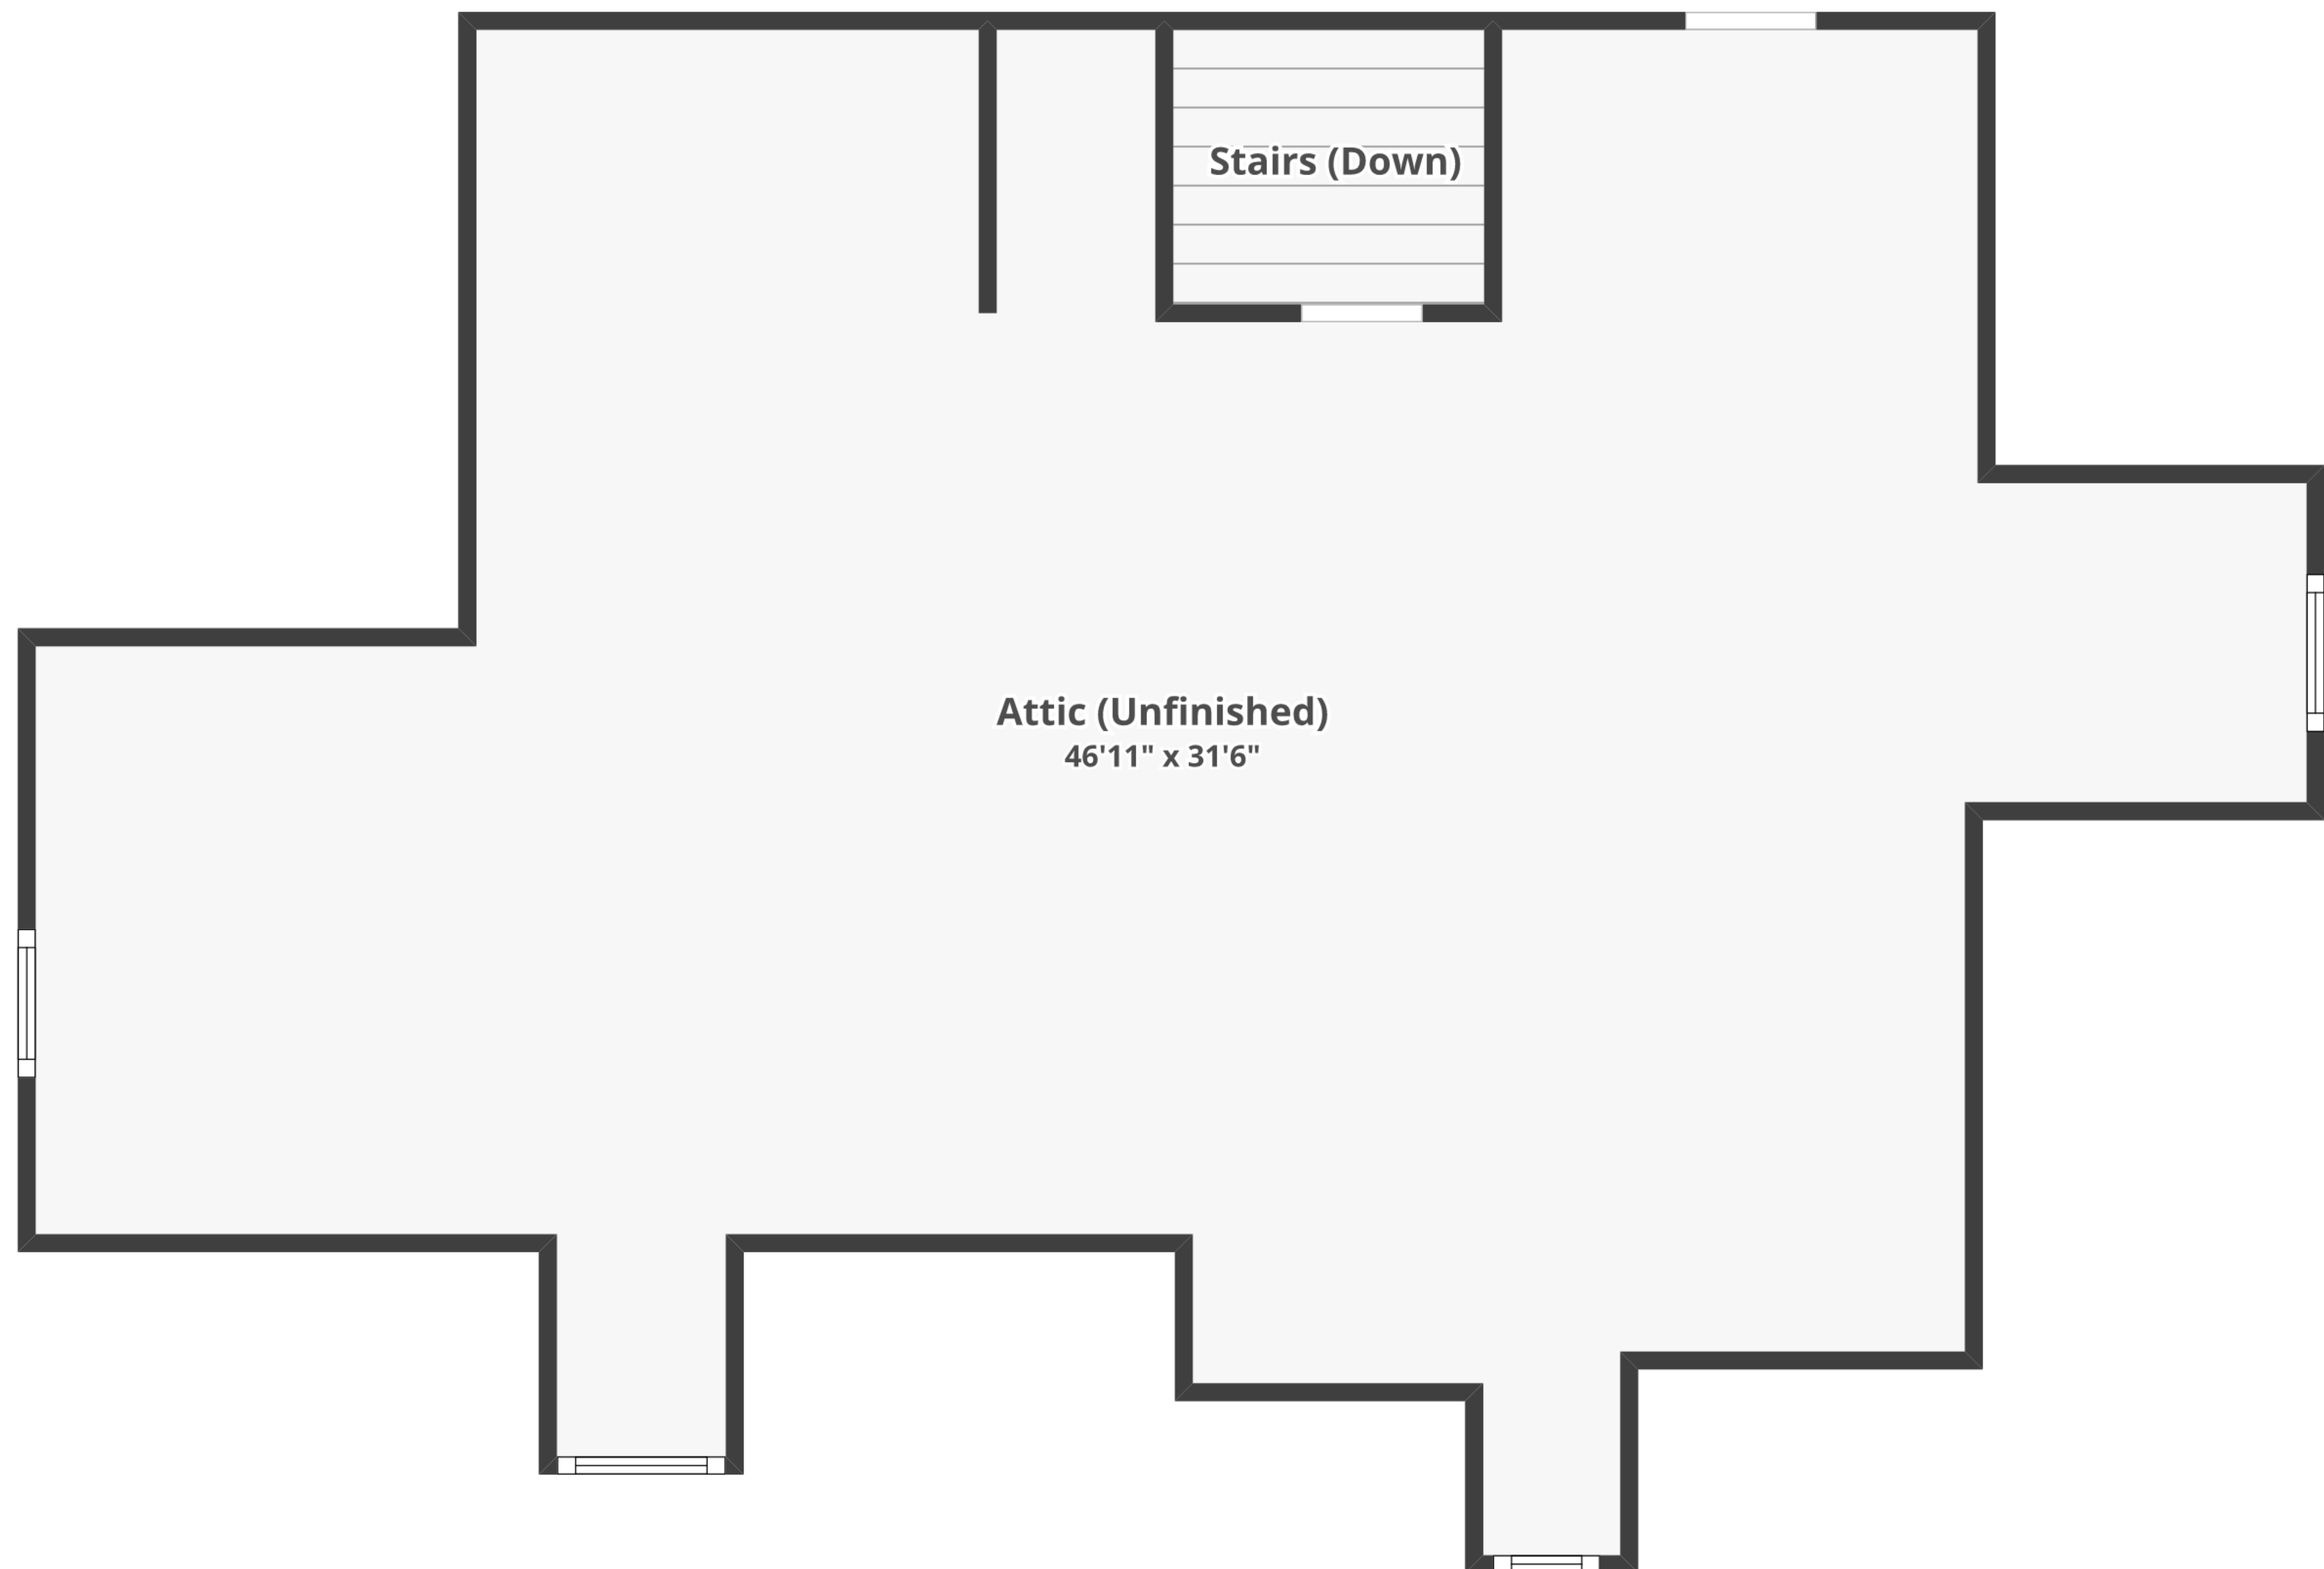 Stairs (Down)
Attic (Unfinished)
46'11" x 31'6"